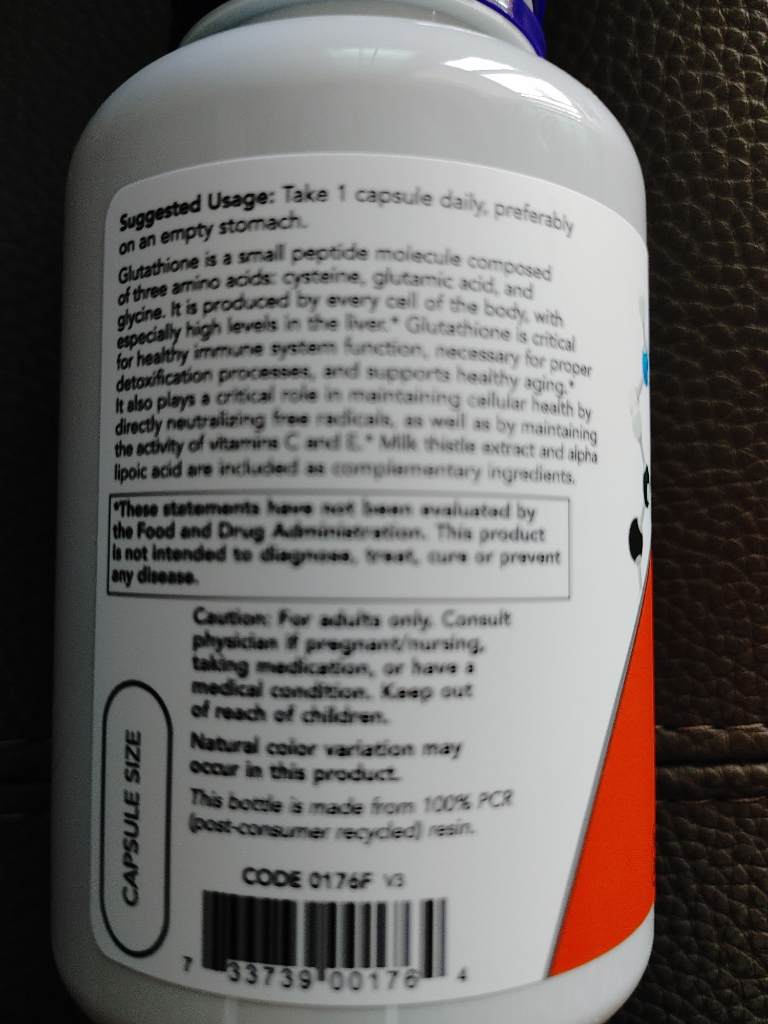 Suggested Usage: Take 1 capsule daily, preferably
on an empty stomach.
Glutathione is a small peptide molecule composed
of three amino acids: cysteine, glutamic acid, and
glycine. It is produced by every cell of the body, with
especially high levels in the liver.* Glutathione is critical
for healthy immune system function, necessary for proper
detoxification processes, and supports healthy aging.*
It also plays a critical role in maintaining cellular health by
directly neutralizing free radicals, as well as by maintaining
the activity of vitamins C and E.* Milk thistle extract and alpha
lipoic acid are included as complementary ingredients.
*These statements have not been evaluated by
the Food and Drug Administration. This product
is not intended to diagnose, treat, cure or prevent
any disease.
Caution: For adults only. Consult
physician if pregnant/nursing,
taking medication, or have a
medical condition. Keep out
of reach of children.
Natural color variation may
occur in this product.
This bottle is made from 100% PCR
(post-consumer recycled) resin.
CAPSULE SIZE
CODE 0176F V3
7 33739 00176 4